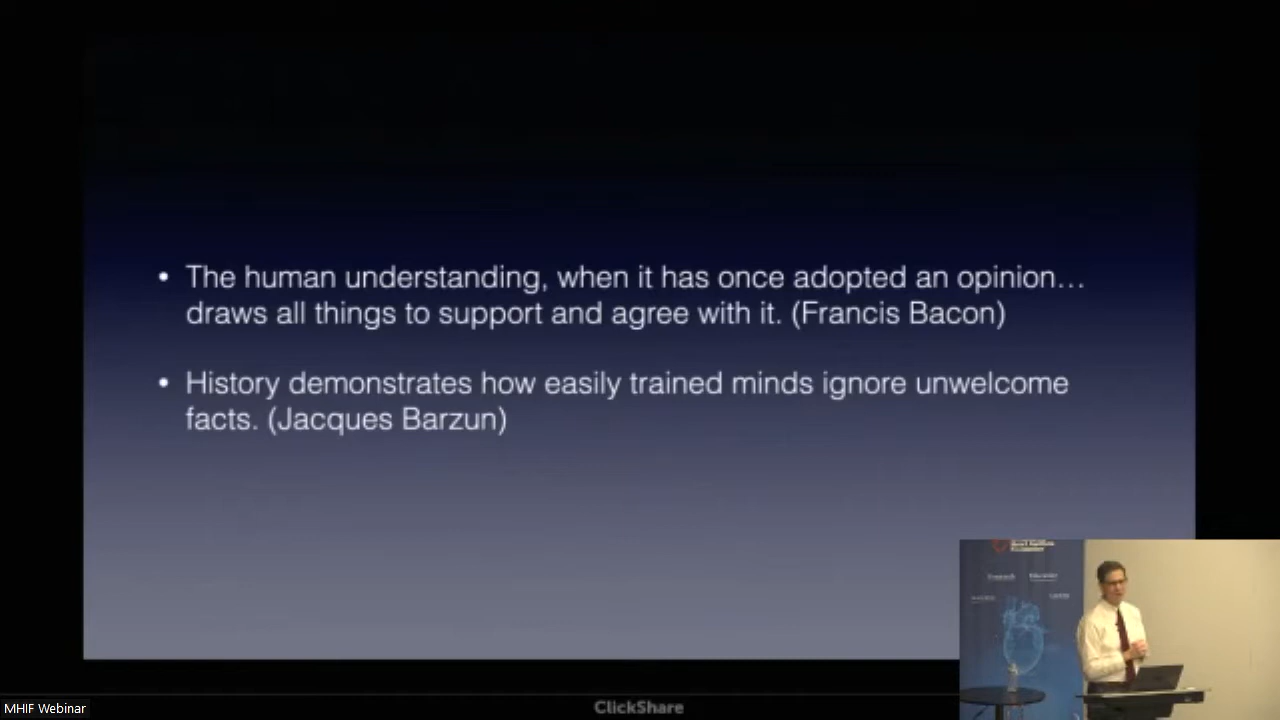 • The human understanding, when it has once adopted an opinion…
draws all things to support and agree with it. (Francis Bacon)
• History demonstrates how easily trained minds ignore unwelcome
facts. (Jacques Barzun)
MHIF Webinar
ClickShare